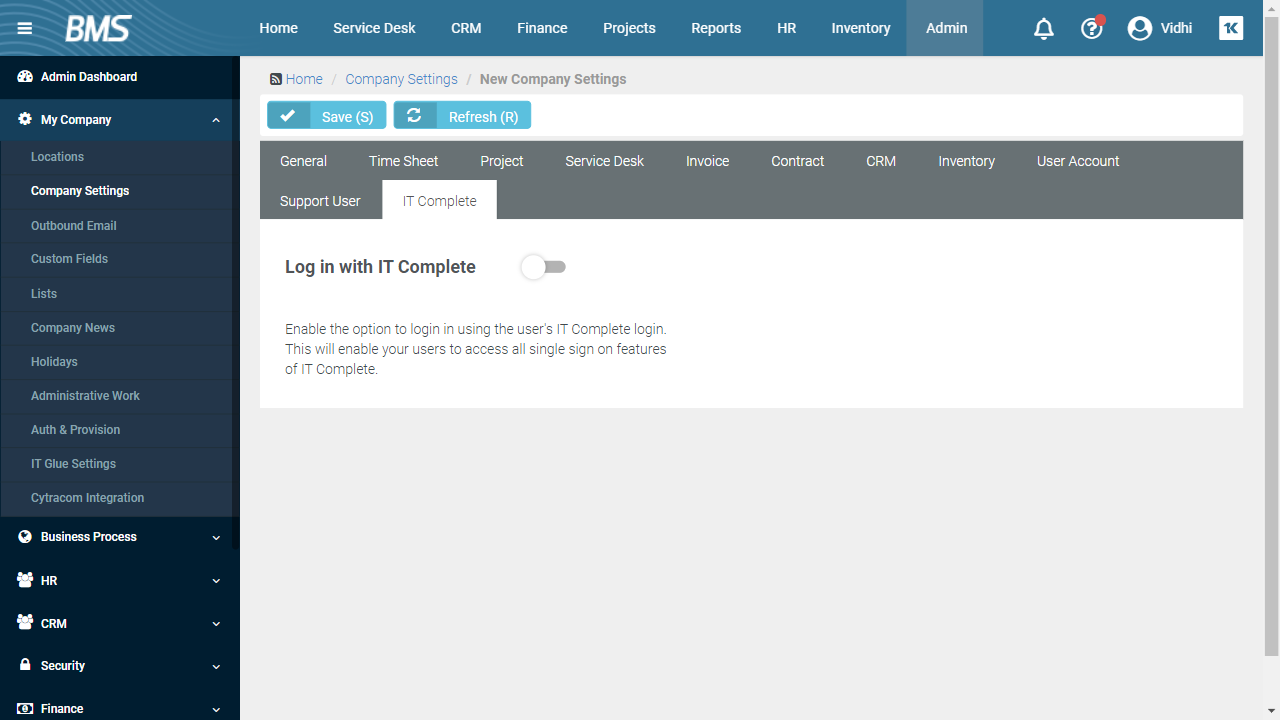 BMS
Home Service Desk CRM Finance Projects Reports HR Inventory Admin
Vidhi
Admin Dashboard
My Company
Locations
Company Settings
Outbound Email
Custom Fields
Lists
Company News
Holidays
Administrative Work
Auth & Provision
IT Glue Settings
Cytracom Integration
Business Process
HR
CRM
Security
Finance
Home / Company Settings / New Company Settings
Save (S) Refresh (R)
General Time Sheet Project Service Desk Invoice Contract CRM Inventory User Account
Support User IT Complete
Log in with IT Complete
Enable the option to login in using the user's IT Complete login.
This will enable your users to access all single sign on features
of IT Complete.